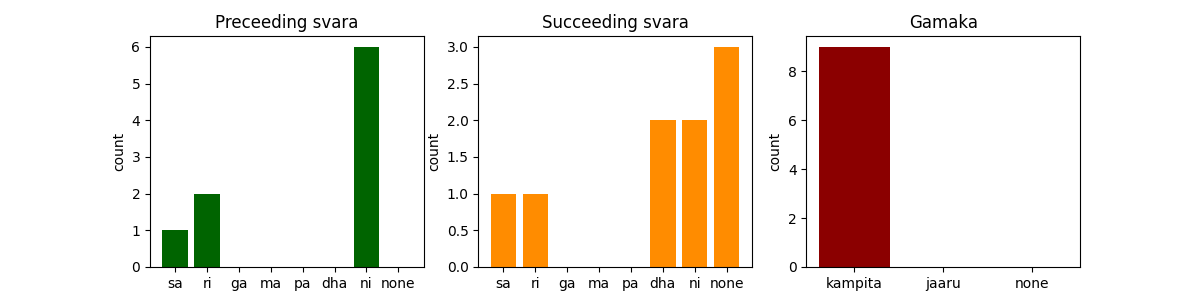 Preceeding svara
count
6
5
4
3
2
1
0
sa ri ga ma pa dha ni none
Succeeding svara
count
3.0
2.5
2.0
1.5
1.0
0.5
0.0
sa ri ga ma pa dha ni none
Gamaka
count
8
6
4
2
0
kampita jaaru none